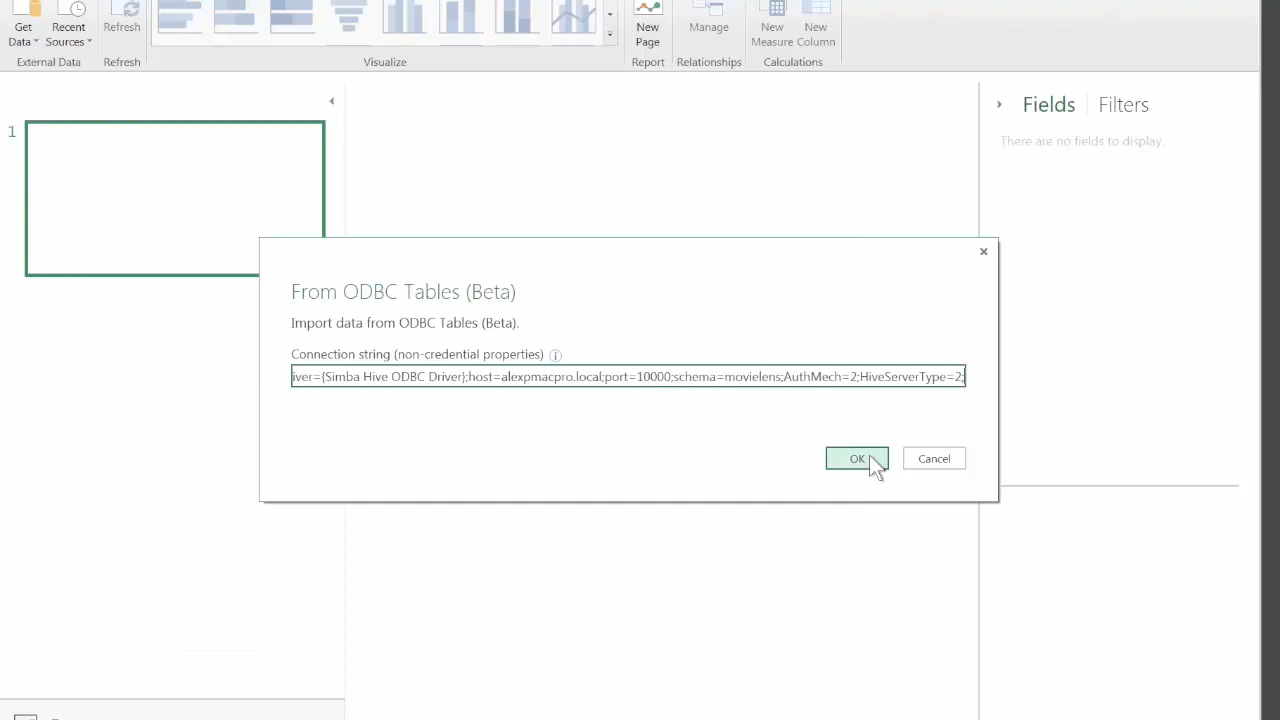 Get Data
Recent Sources
Refresh
New Page
Manage
New Measure
New Column
External Data
Refresh
Visualize
Report
Relationships
Calculations
1
Fields
Filters
There are no fields to display.
From ODBC Tables (Beta)
Import data from ODBC Tables (Beta).
Connection string (non-credential properties)
iver={Simba Hive ODBC Driver};host=alexpmacpro.local;port=10000;schema=movielens;AuthMech=2;HiveServerType=2;
OK
Cancel